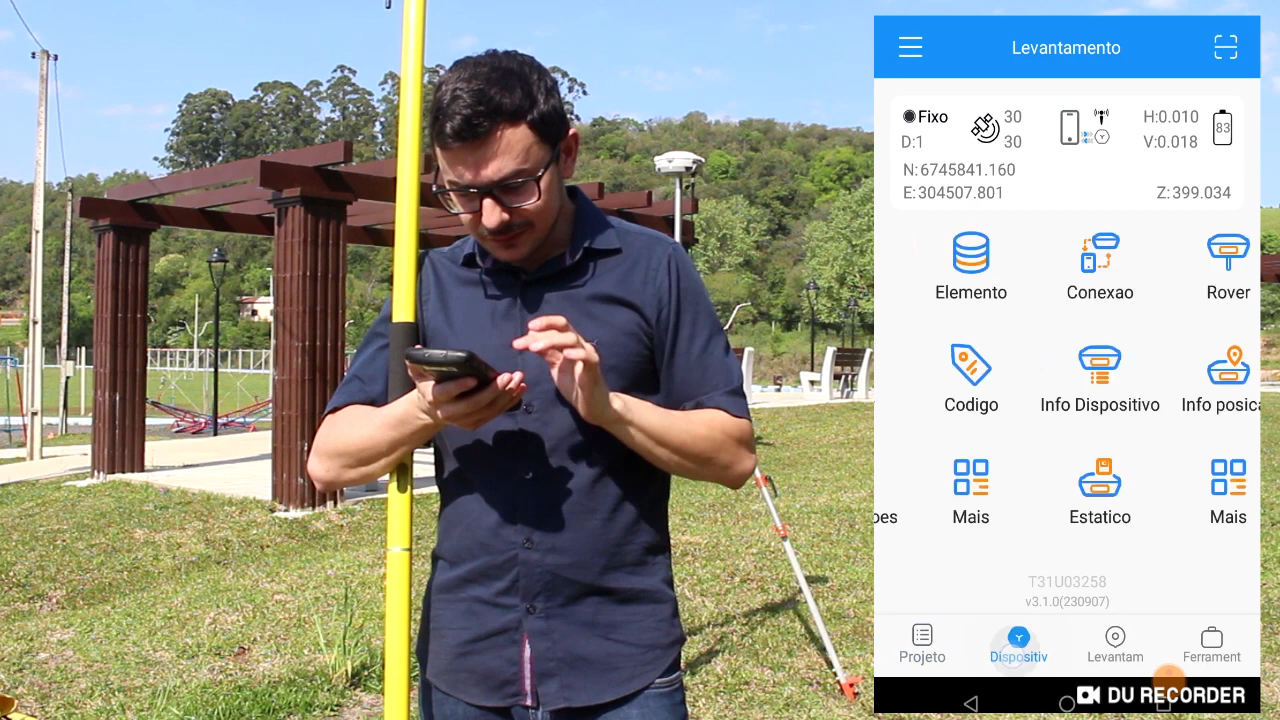 Levantamento
Fixo 30 H:0.010 83
D:1 30 V:0.018
N:6745841.160
E:304507.801 Z:399.034
Elemento Conexao Rover
Codigo Info Dispositivo Info posica
oes Mais Estatico Mais
T31U03258
v3.1.0(230907)
Projeto Dispositiv Levantam Ferrament
DU RECORDER